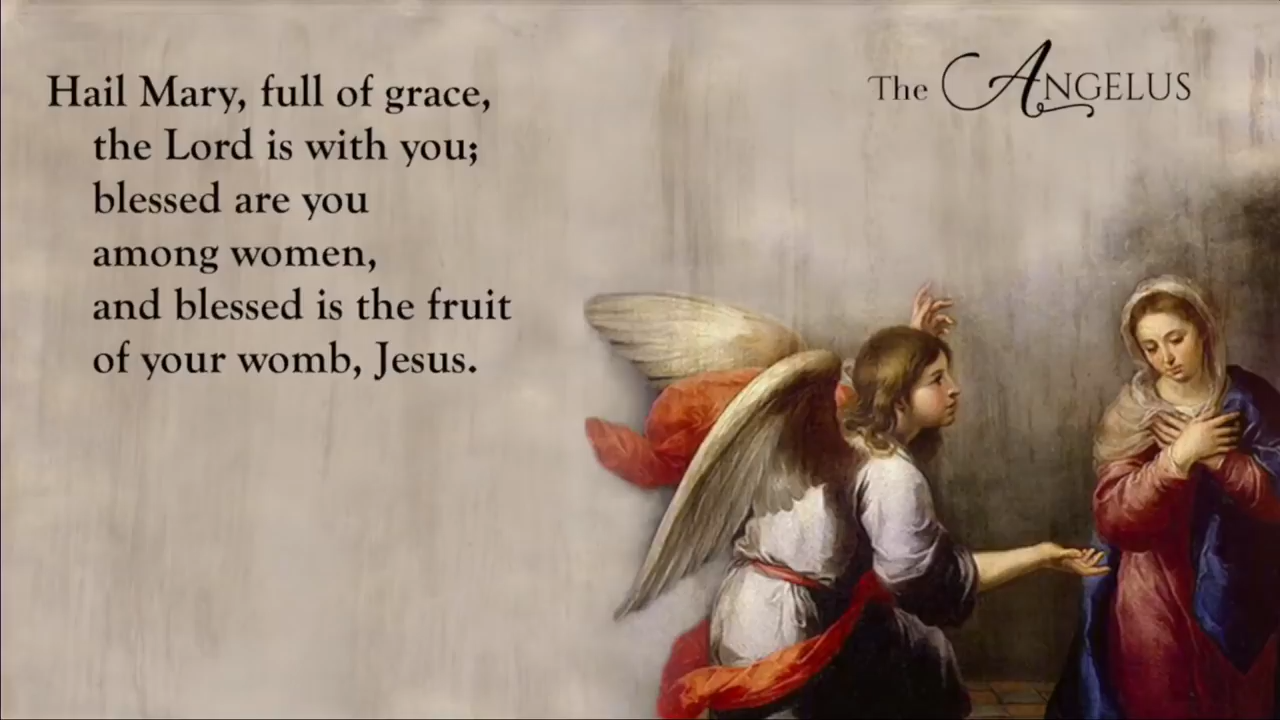 The ANGELUS
Hail Mary, full of grace,
the Lord is with you;
blessed are you
among women,
and blessed is the fruit
of your womb, Jesus.